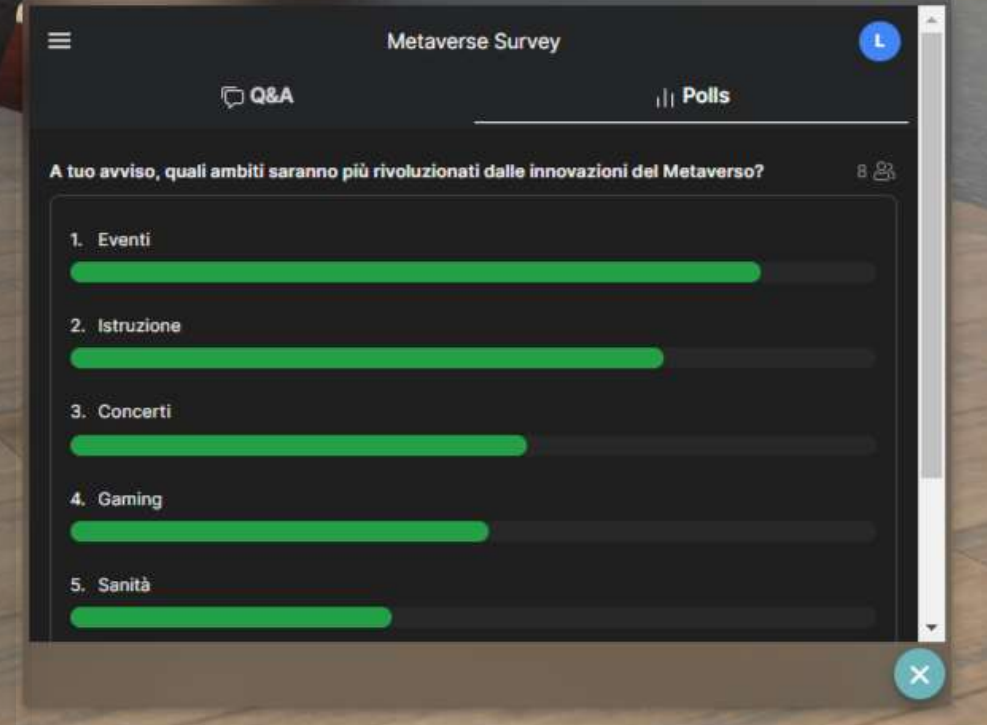 Metaverse Survey
L
Q&A
Polls
A tuo avviso, quali ambiti saranno più rivoluzionati dalle innovazioni del Metaverso?
8
1. Eventi
2. Istruzione
3. Concerti
4. Gaming
5. Sanità